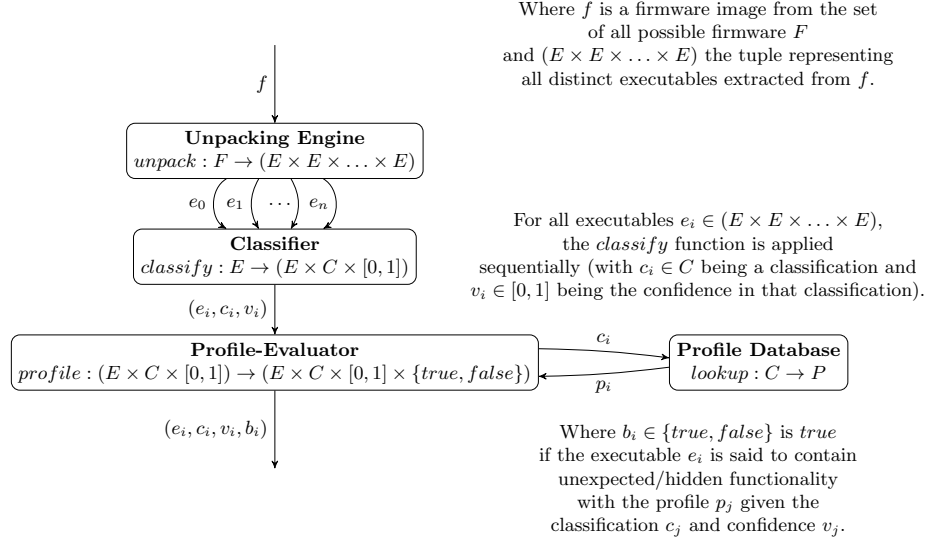 Where f is a firmware image from the set
of all possible firmware F
and (E × E × . . . × E) the tuple representing
all distinct executables extracted from f.
f
Unpacking Engine
unpack : F → (E × E × . . . × E)
e₀ e₁ · · · eₙ
For all executables eᵢ ∈ (E × E × . . . × E),
the classify function is applied
sequentially (with cᵢ ∈ C being a classification and
vᵢ ∈ [0, 1] being the confidence in that classification).
Classifier
classify : E → (E × C × [0, 1])
(eᵢ, cᵢ, vᵢ)
Profile-Evaluator
profile : (E × C × [0, 1]) → (E × C × [0, 1] × {true, false})
cᵢ
pᵢ
Profile Database
lookup : C → P
(eᵢ, cᵢ, vᵢ, bᵢ)
Where bᵢ ∈ {true, false} is true
if the executable eᵢ is said to contain
unexpected/hidden functionality
with the profile pⱼ given the
classification cⱼ and confidence vⱼ.